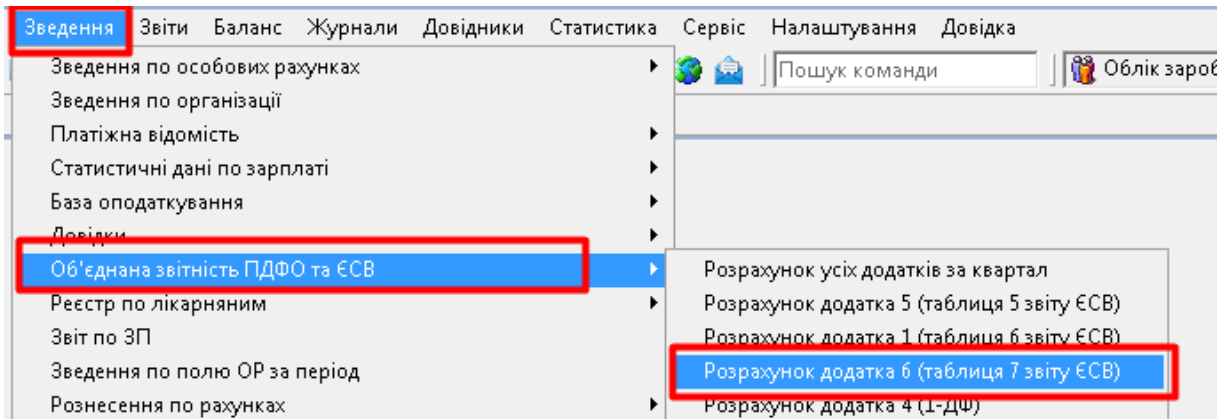 Зведення Звіти Баланс Журнали Довідники Статистика Сервіс Налаштування Довідка
Зведення по особових рахунках
Пошук команди Облік зароб
Зведення по організації
Платіжна відомість
Статистичні дані по зарплаті
База оподаткування
Довідки
Об'єднана звітність ПДФО та ЄСВ
Розрахунок усіх додатків за квартал
Реєстр по лікарняним
Розрахунок додатка 5 (таблиця 5 звіту ЄСВ)
Звіт по ЗП
Розрахунок додатка 1 (таблиця 6 звіту ЄСВ)
Зведення по полю ОР за період
Розрахунок додатка 6 (таблиця 7 звіту ЄСВ)
Рознесення по рахунках
Розрахунок додатка 4 (1-ДФ)